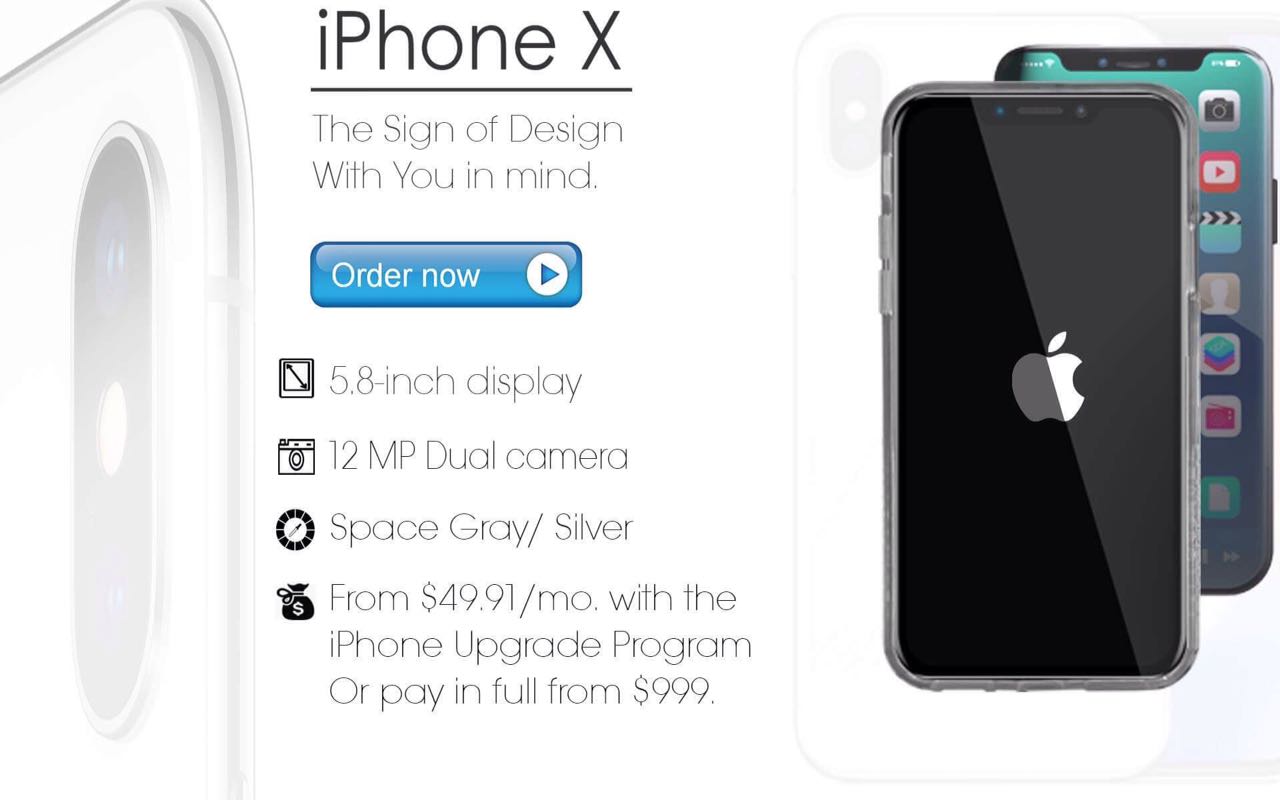 iPhone X
The Sign of Design
With You in mind.
Order now
5.8-inch display
12 MP Dual camera
Space Gray/ Silver
From $49.91/mo. with the
iPhone Upgrade Program
Or pay in full from $999.